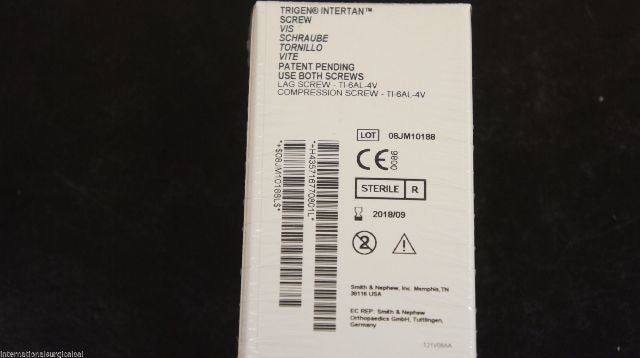 TRIGEN® INTERTAN™
SCREW
VIS
SCHRAUBE
TORNILLO
VITE
PATENT PENDING
USE BOTH SCREWS
LAG SCREW - TI-6AL-4V
COMPRESSION SCREW - TI-6AL-4V
LOT 08JM10188
CE 0086
STERILE R
2018/09
2
Smith & Nephew, Inc. Memphis, TN
38116 USA
EC REP: Smith & Nephew
Orthopaedics GmbH, Tuttlingen,
Germany
internationalsurgicaloei